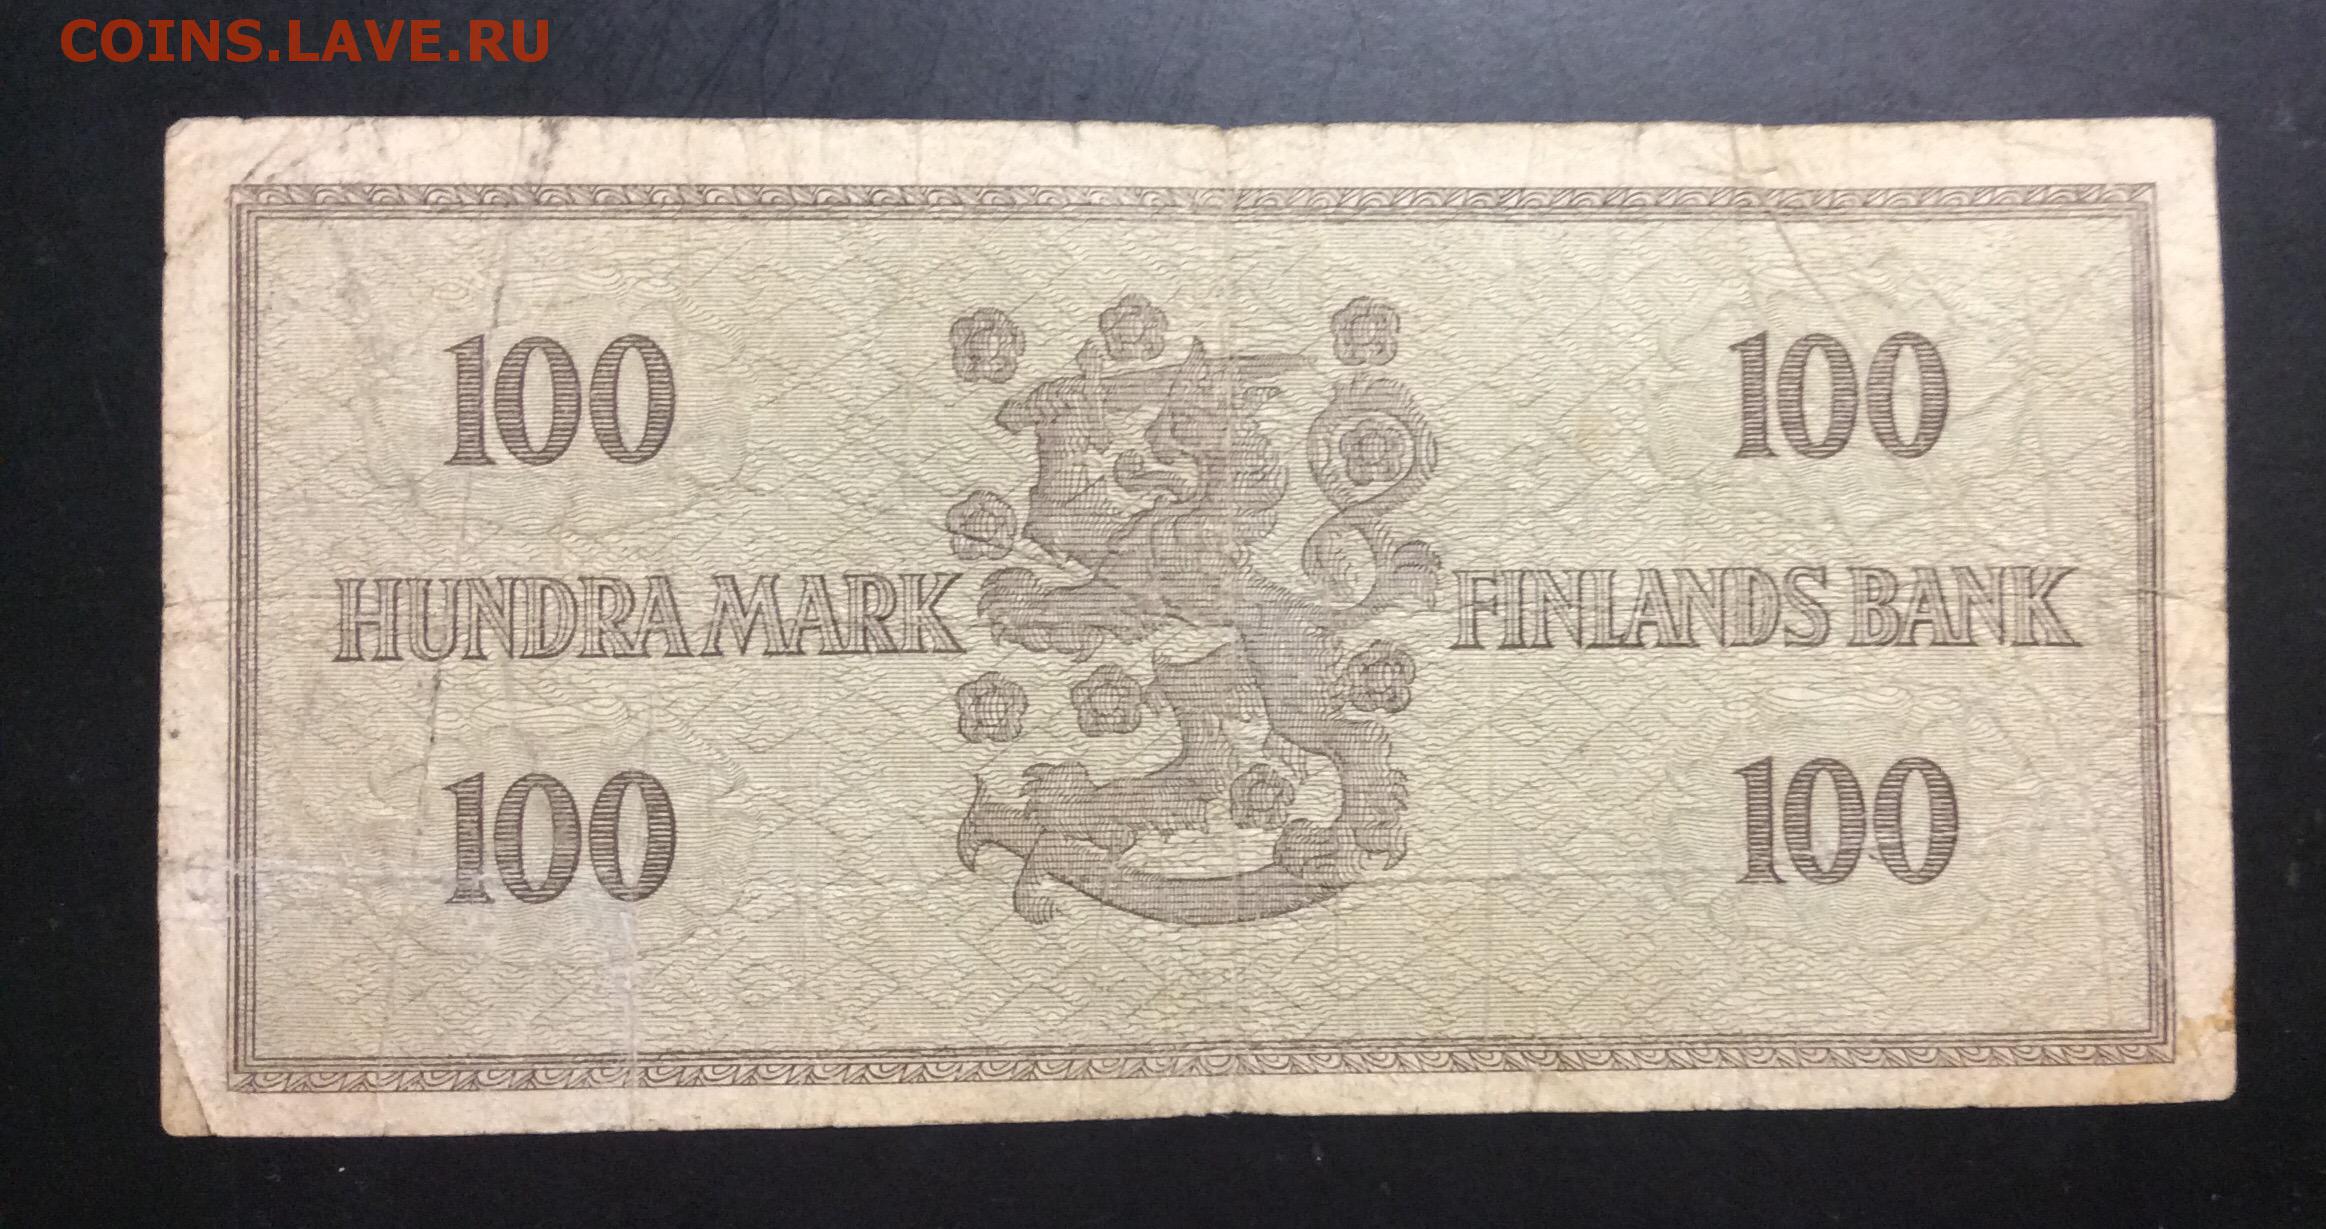 COINS.LAVE.RU
100 100
HUNDRA MARK FINLANDS BANK
100 100